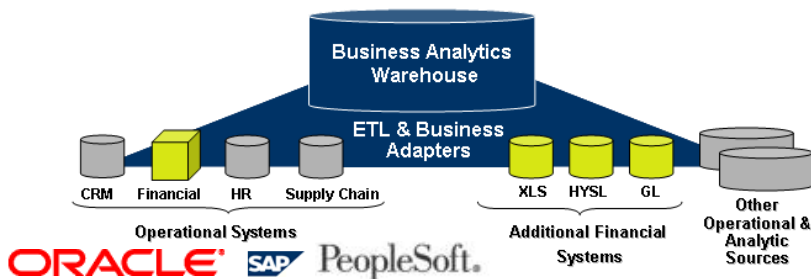 Business Analytics
Warehouse
ETL & Business
Adapters
CRM
Financial
HR
Supply Chain
XLS
HYSL
GL
Operational Systems
Additional Financial
Systems
Other
Operational &
Analytic
Sources
ORACLE®
SAP
PeopleSoft®